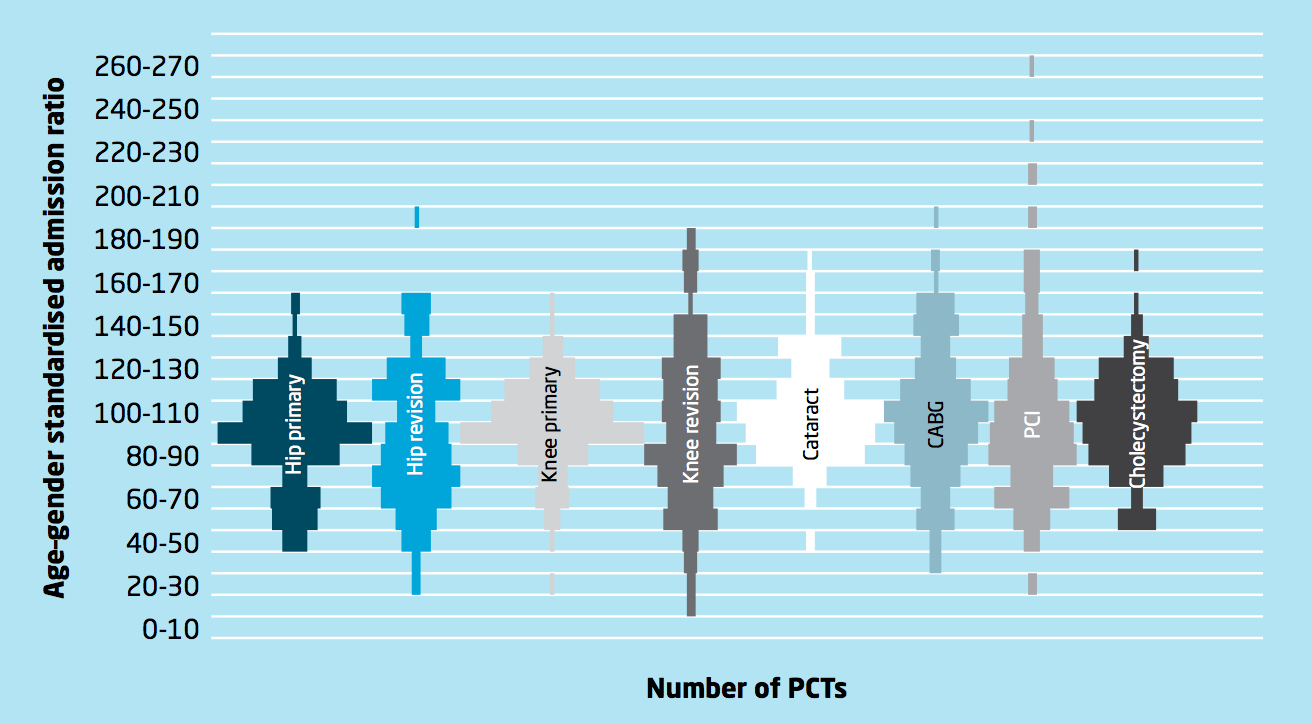 Age-gender standardised admission ratio
260-270
240-250
220-230
200-210
180-190
160-170
140-150
120-130
100-110
80-90
60-70
40-50
20-30
0-10
Hip primary
Hip revision
Knee primary
Knee revision
Cataract
CABG
PCI
Cholecystectomy
Number of PCTs